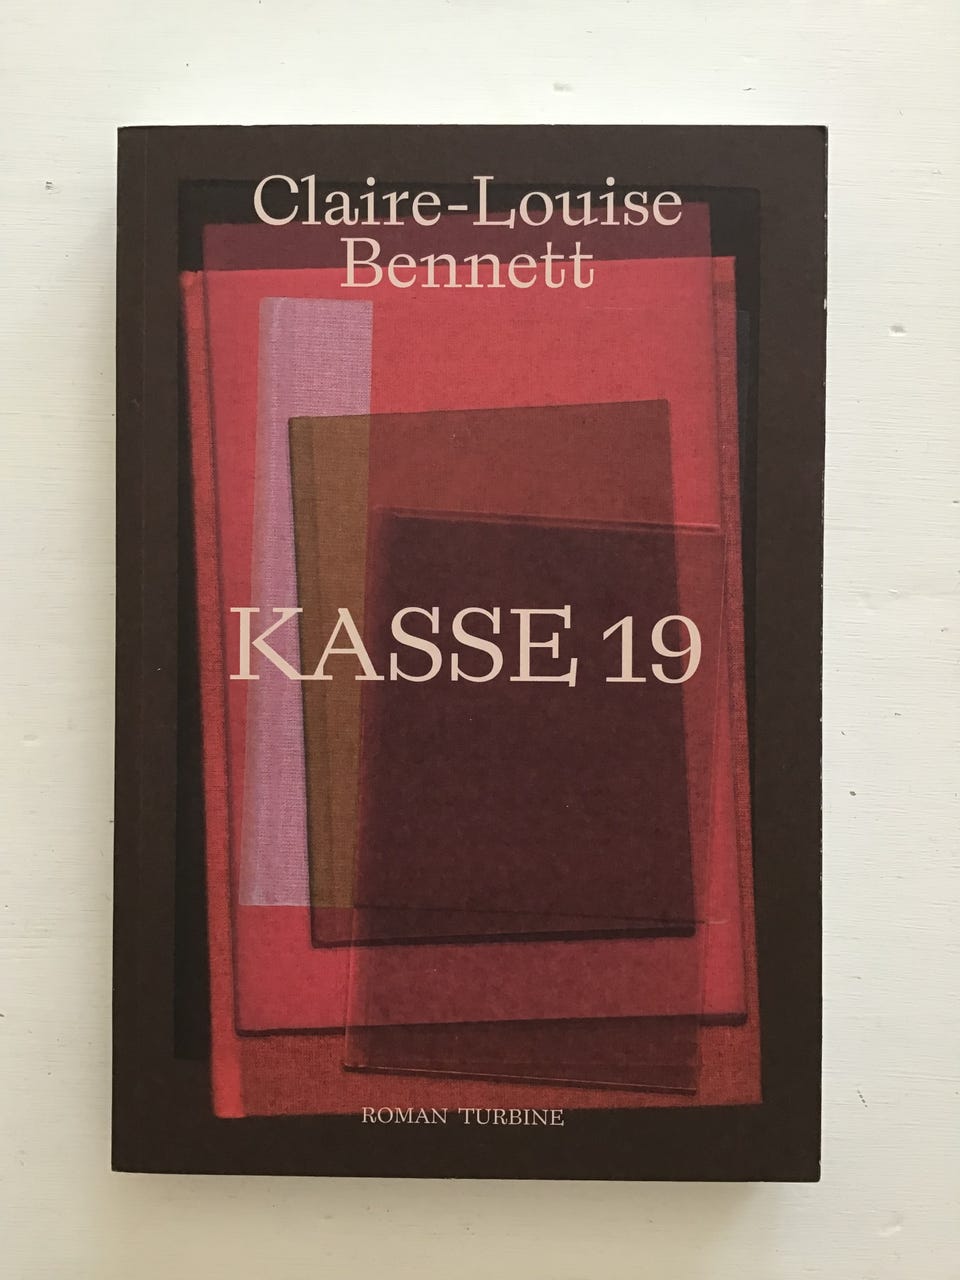 Claire-Louise
Bennett
KASSE 19
ROMAN TURBINE